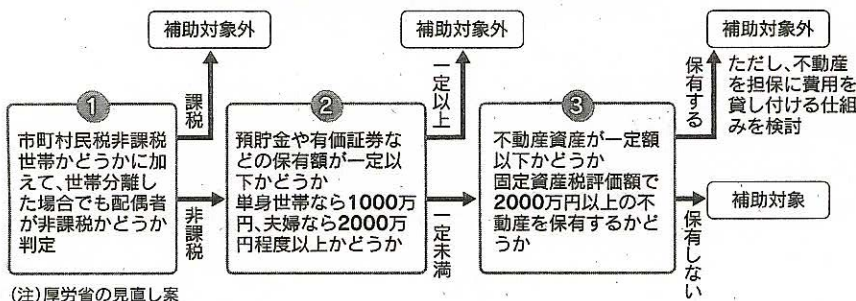 補助対象外
補助対象外
補助対象外
ただし、不動産
を担保に費用を
貸し付ける仕組
みを検討
課税
一定以上
保有する
1
市町村民税非課税
世帯かどうかに加
えて、世帯分離し
た場合でも配偶者
が非課税かどうか
判定
非課税
2
預貯金や有価証券な
どの保有額が一定以
下かどうか
単身世帯なら1000万
円、夫婦なら2000万
円程度以上かどうか
一定未満
3
不動産資産が一定額
以下かどうか
固定資産税評価額で
2000万円以上の不
動産を保有するかど
うか
保有しない
補助対象
(注)厚労省の見直し案